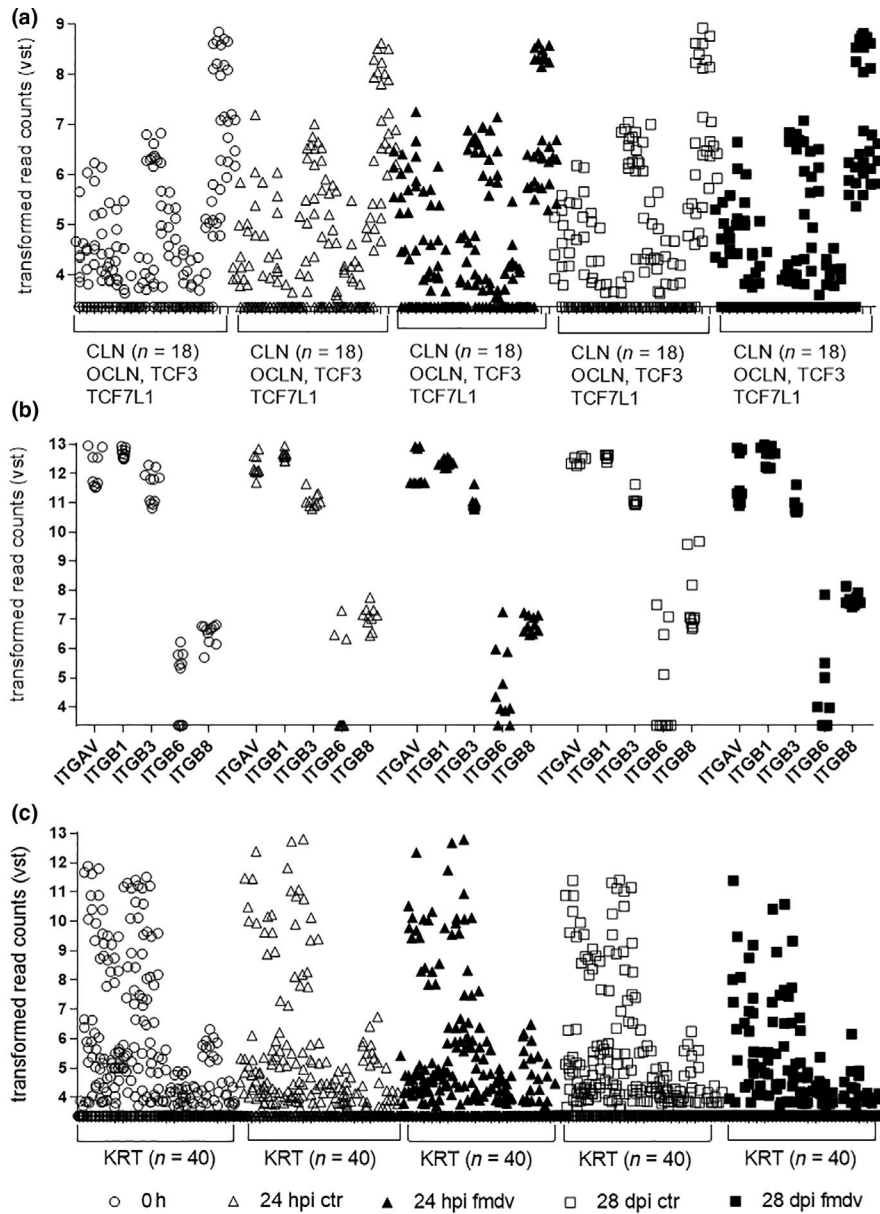 (a)
transformed read counts (vst)
9
8
7
6
5
4
CLN (n = 18) CLN (n = 18) CLN (n = 18) CLN (n = 18) CLN (n = 18)
OCLN, TCF3 OCLN, TCF3 OCLN, TCF3 OCLN, TCF3 OCLN, TCF3
TCF7L1 TCF7L1 TCF7L1 TCF7L1 TCF7L1
(b)
transformed read counts (vst)
13
12
11
10
9
8
7
6
5
4
ITGAV ITGB1 ITGB3 ITGB6 ITGB8 ITGAV ITGB1 ITGB3 ITGB6 ITGB8 ITGAV ITGB1 ITGB3 ITGB6 ITGB8 ITGAV ITGB1 ITGB3 ITGB6 ITGB8 ITGAV ITGB1 ITGB3 ITGB6 ITGB8
(c)
transformed read counts (vst)
13
12
11
10
9
8
7
6
5
4
KRT (n = 40) KRT (n = 40) KRT (n = 40) KRT (n = 40) KRT (n = 40)
0 h 24 hpi ctr 24 hpi fmdv 28 dpi ctr 28 dpi fmdv